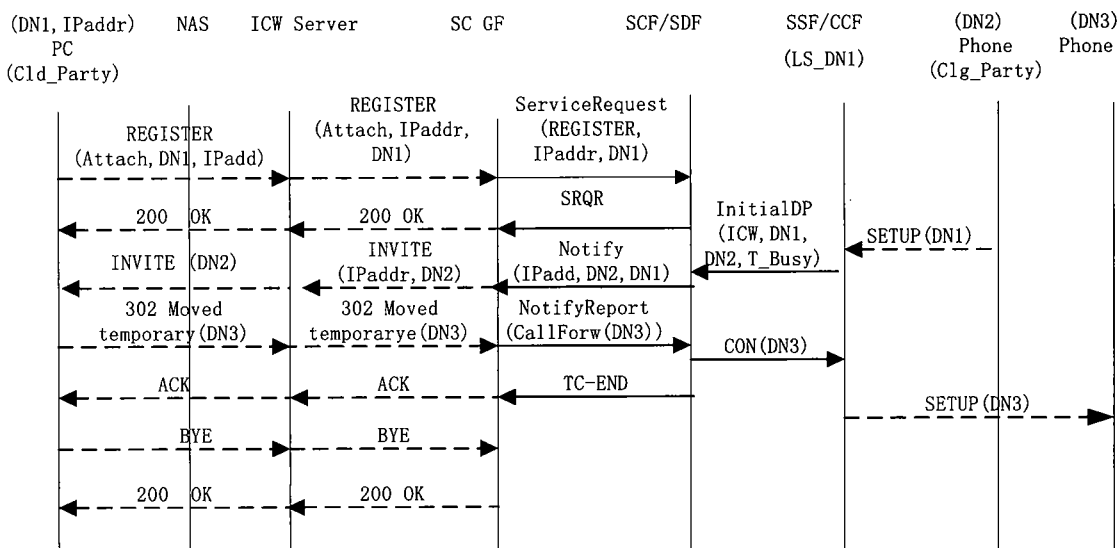 (DN1, IPaddr)
PC
(Cld_Party)
NAS
ICW Server
SC GF
SCF/SDF
SSF/CCF
(LS_DN1)
(DN2)
Phone
(Clg_Party)
(DN3)
Phone
REGISTER
(Attach, DN1, IPadd)
REGISTER
(Attach, IPaddr,
DN1)
ServiceRequest
(REGISTER,
IPaddr, DN1)
200 OK
200 OK
SRQR
InitialDP
(ICW, DN1,
DN2, T_Busy)
SETUP(DN1)
INVITE (DN2)
INVITE
(IPaddr, DN2)
Notify
(IPadd, DN2, DN1)
302 Moved
temporary(DN3)
302 Moved
temporarye(DN3)
NotifyReport
(CallForw(DN3))
CON(DN3)
ACK
ACK
TC-END
SETUP(DN3)
BYE
BYE
200 OK
200 OK